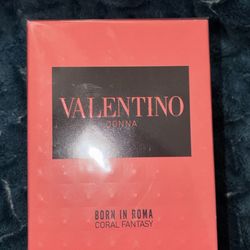 VALENTINO
DONNA
BORN IN ROMA
CORAL FANTASY